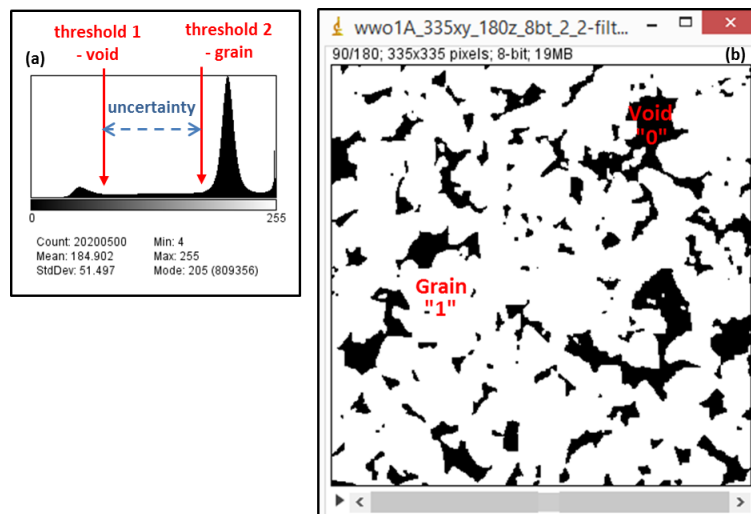 (a)
threshold 1
- void
threshold 2
- grain
uncertainty
0
255
Count: 20200500
Min: 4
Mean: 184.902
Max: 255
StdDev: 51.497
Mode: 205 (809356)
wwo1A_335xy_180z_8bt_2_2-filt...
90/180; 335x335 pixels; 8-bit; 19MB
(b)
Void
"0"
Grain
"1"